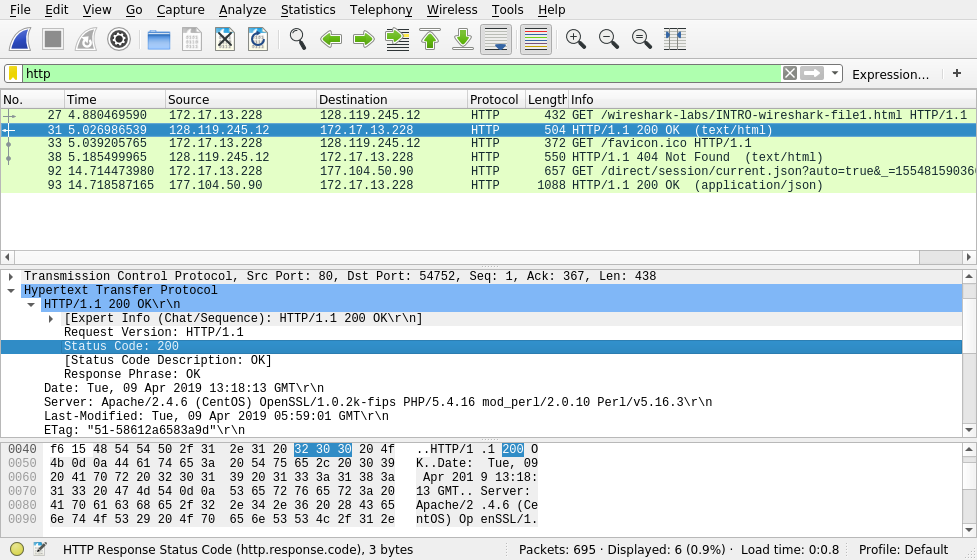 File Edit View Go Capture Analyze Statistics Telephony Wireless Tools Help
http Expression… +
No. Time Source Destination Protocol Length Info
27 4.880469590 172.17.13.228 128.119.245.12 HTTP 432 GET /wireshark-labs/INTRO-wireshark-file1.html HTTP/1.1
31 5.026986539 128.119.245.12 172.17.13.228 HTTP 504 HTTP/1.1 200 OK  (text/html)
33 5.039205765 172.17.13.228 128.119.245.12 HTTP 372 GET /favicon.ico HTTP/1.1
38 5.185499965 128.119.245.12 172.17.13.228 HTTP 550 HTTP/1.1 404 Not Found  (text/html)
92 14.714473980 172.17.13.228 177.104.50.90 HTTP 657 GET /direct/session/current.json?auto=true&_=155481590360
93 14.718587165 177.104.50.90 172.17.13.228 HTTP 1088 HTTP/1.1 200 OK  (application/json)
Transmission Control Protocol, Src Port: 80, Dst Port: 54752, Seq: 1, Ack: 367, Len: 438
Hypertext Transfer Protocol
HTTP/1.1 200 OK\r\n
[Expert Info (Chat/Sequence): HTTP/1.1 200 OK\r\n]
Request Version: HTTP/1.1
Status Code: 200
[Status Code Description: OK]
Response Phrase: OK
Date: Tue, 09 Apr 2019 13:18:13 GMT\r\n
Server: Apache/2.4.6 (CentOS) OpenSSL/1.0.2k-fips PHP/5.4.16 mod_perl/2.0.10 Perl/v5.16.3\r\n
Last-Modified: Tue, 09 Apr 2019 05:59:01 GMT\r\n
ETag: "51-58612a6583a9d"\r\n
0040 f6 15 48 54 54 50 2f 31  2e 31 20 32 30 30 20 4f ..HTTP/1 .1 200 O
0050 4b 0d 0a 44 61 74 65 3a  20 54 75 65 2c 20 30 39 K..Date:  Tue, 09
0060 20 41 70 72 20 32 30 31  39 20 31 33 3a 31 38 3a  Apr 201 9 13:18:
0070 31 33 20 47 4d 54 0d 0a  53 65 72 76 65 72 3a 20 13 GMT.. Server:
0080 41 70 61 63 68 65 2f 32  2e 34 2e 36 20 28 43 65 Apache/2 .4.6 (Ce
0090 6e 74 4f 53 29 20 4f 70  65 6e 53 53 4c 2f 31 2e ntOS) Op enSSL/1.
HTTP Response Status Code (http.response.code), 3 bytes Packets: 695 · Displayed: 6 (0.9%) · Load time: 0:0.8 Profile: Default